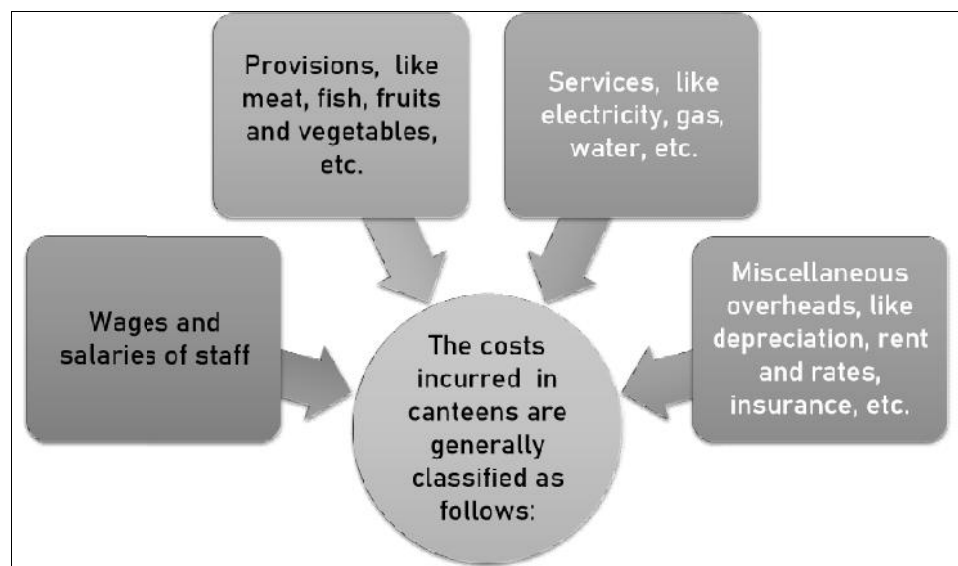 Provisions, like
meat, fish, fruits
and vegetables,
etc.
Services, like
electricity, gas,
water, etc.
Wages and
salaries of staff
Miscellaneous
overheads, like
depreciation, rent
and rates,
insurance, etc.
The costs
incurred in
canteens are
generally
classified as
follows: